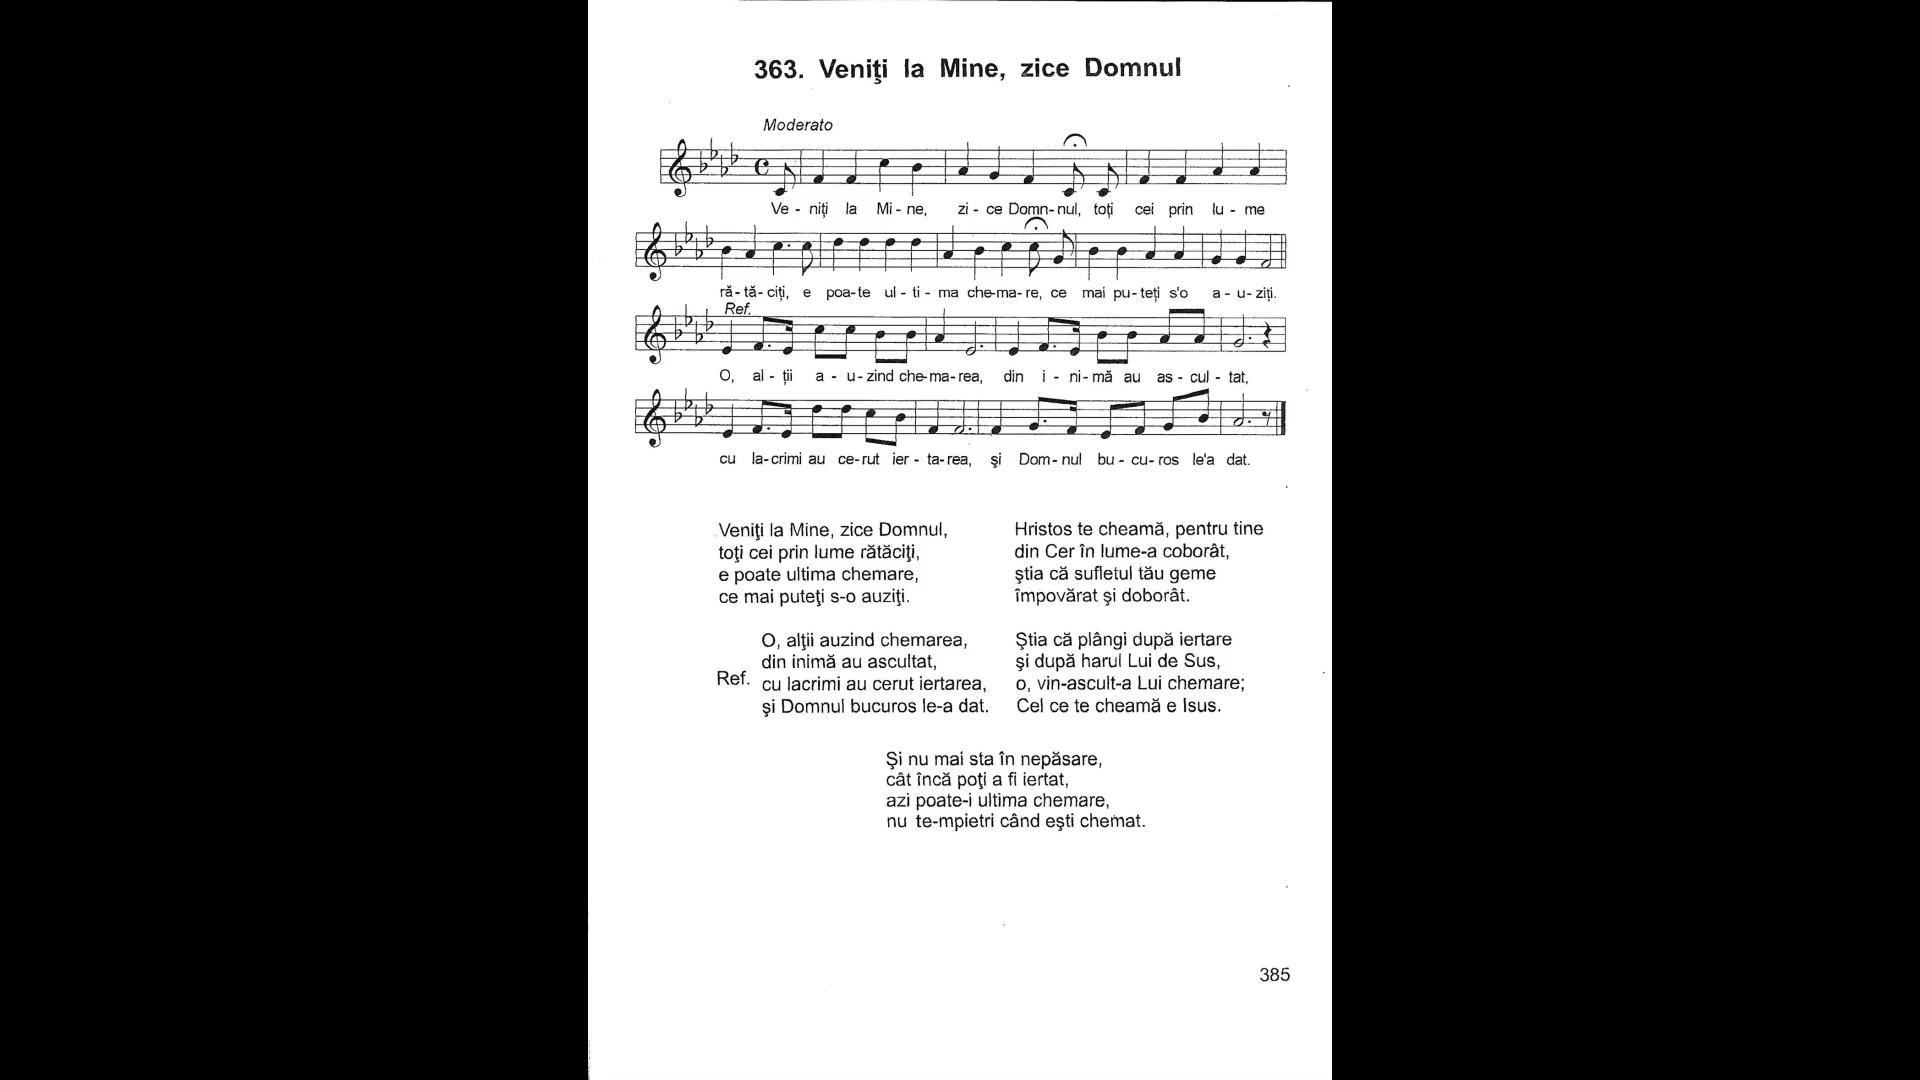 363. Veniţi la Mine, zice Domnul
Moderato
Ve - niţi la Mi - ne, zi - ce Domn- nul, toţi cei prin lu - me
ră - tă - ciţi, e poa-te ul - ti - ma che-ma- re, ce mai pu- teţi s'o a - u- ziţi.
Ref.
O, al - ţii a - u - zind che-ma-rea, din i - ni - mă au as - cul - tat,
cu la-crimi au ce-rut ier - ta-rea, şi Dom- nul bu - cu- ros le'a dat.
Veniţi la Mine, zice Domnul,
toţi cei prin lume rătăciţi,
e poate ultima chemare,
ce mai puteţi s-o auziţi.
Ref.
O, alţii auzind chemarea,
din inimă au ascultat,
cu lacrimi au cerut iertarea,
şi Domnul bucuros le-a dat.
Hristos te cheamă, pentru tine
din Cer în lume-a coborât,
ştia că sufletul tău geme
împovărat şi doborât.
Ştia că plângi după iertare
şi după harul Lui de Sus,
o, vin-ascult-a Lui chemare;
Cel ce te cheamă e Isus.
Şi nu mai sta în nepăsare,
cât încă poţi a fi iertat,
azi poate-i ultima chemare,
nu te-mpietri când eşti chemat.
385